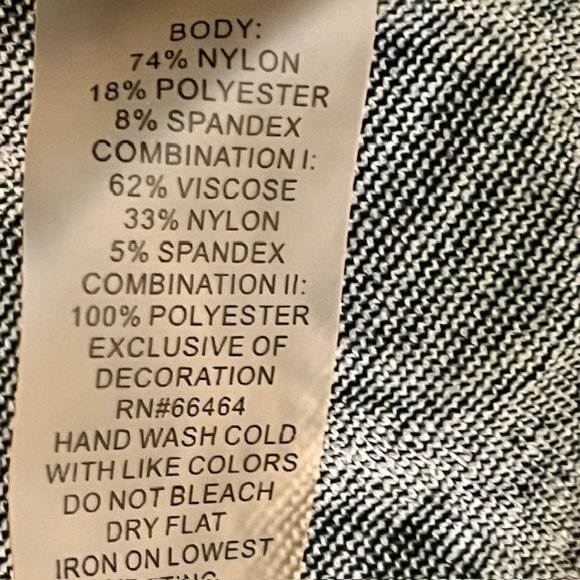 BODY:
74% NYLON
18% POLYESTER
8% SPANDEX
COMBINATION I:
62% VISCOSE
33% NYLON
5% SPANDEX
COMBINATION II:
100% POLYESTER
EXCLUSIVE OF
DECORATION
RN#66464
HAND WASH COLD
WITH LIKE COLORS
DO NOT BLEACH
DRY FLAT
IRON ON LOWEST